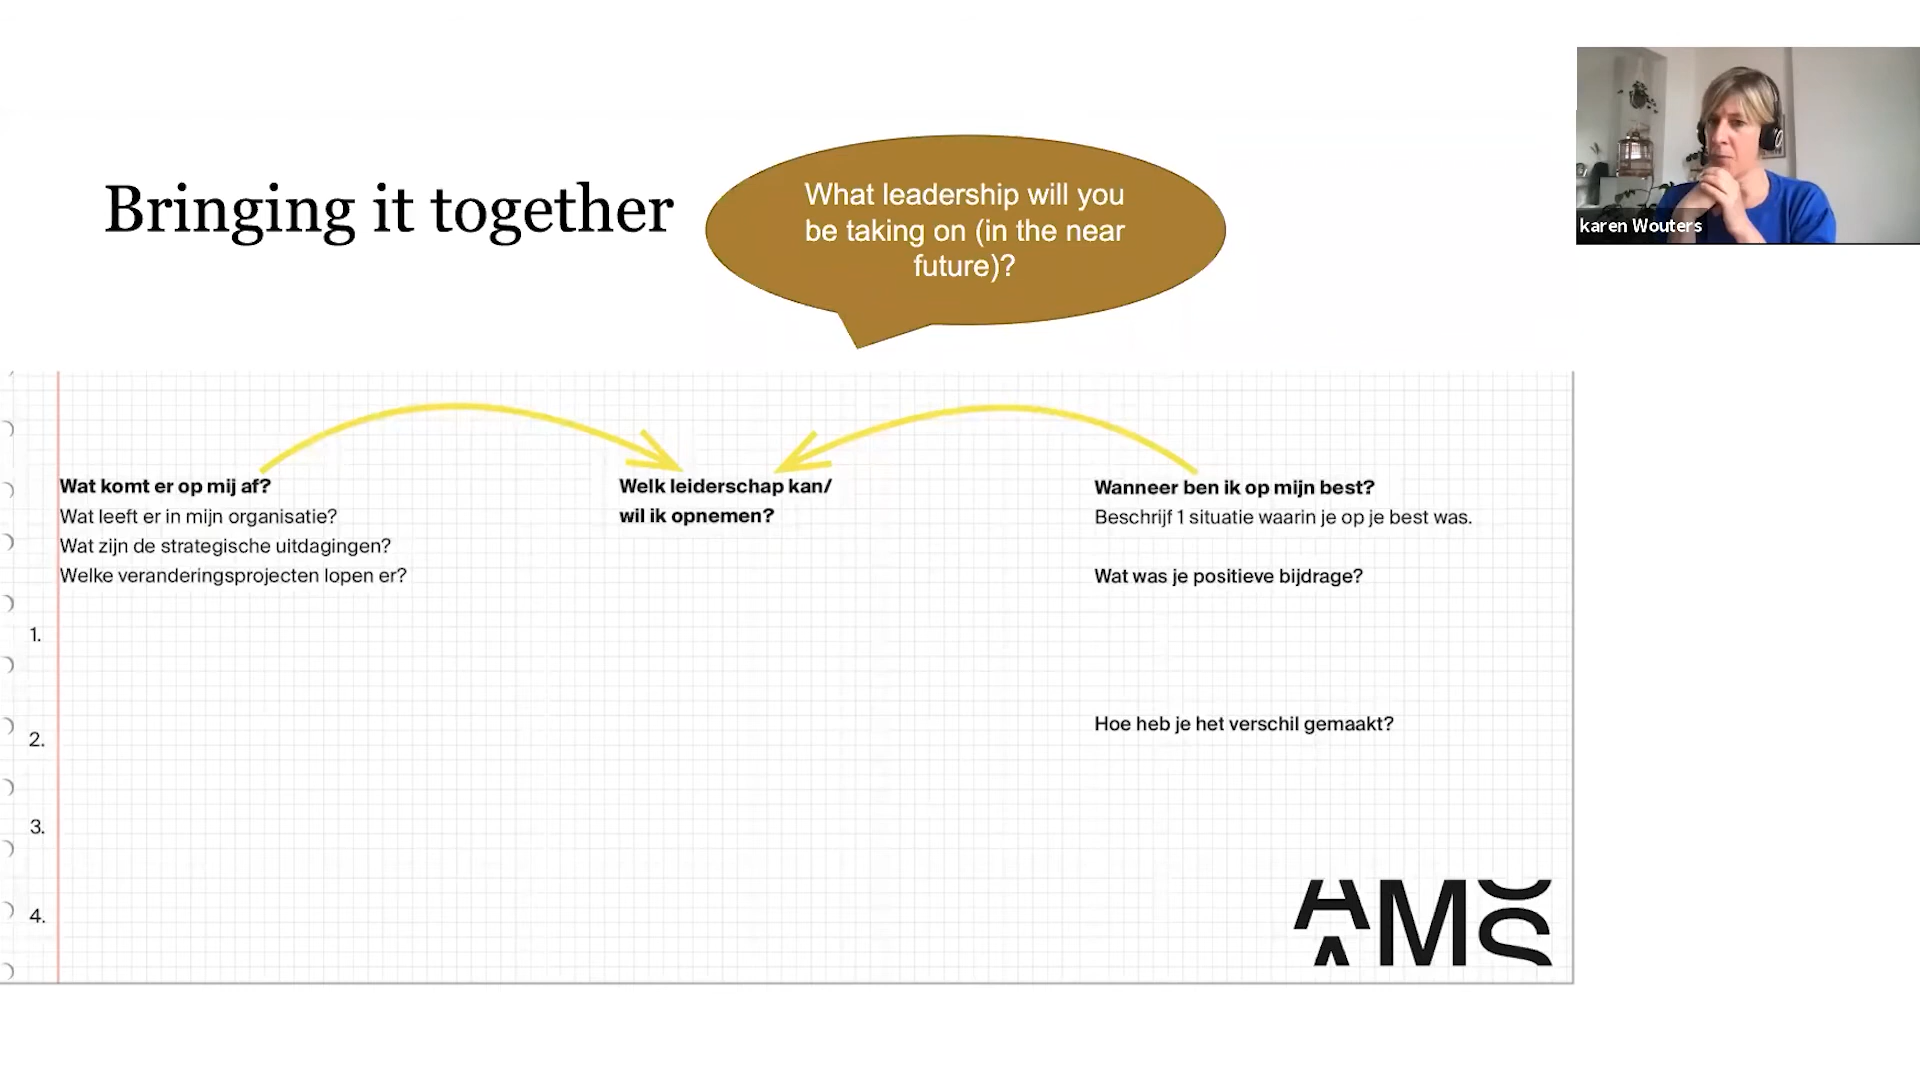 Bringing it together
What leadership will you
be taking on (in the near
future)?
karen Wouters
Wat komt er op mij af?
Wat leeft er in mijn organisatie?
Wat zijn de strategische uitdagingen?
Welke veranderingsprojecten lopen er?
1.
2.
3.
4.
Welk leiderschap kan/
wil ik opnemen?
Wanneer ben ik op mijn best?
Beschrijf 1 situatie waarin je op je best was.
Wat was je positieve bijdrage?
Hoe heb je het verschil gemaakt?
AMS